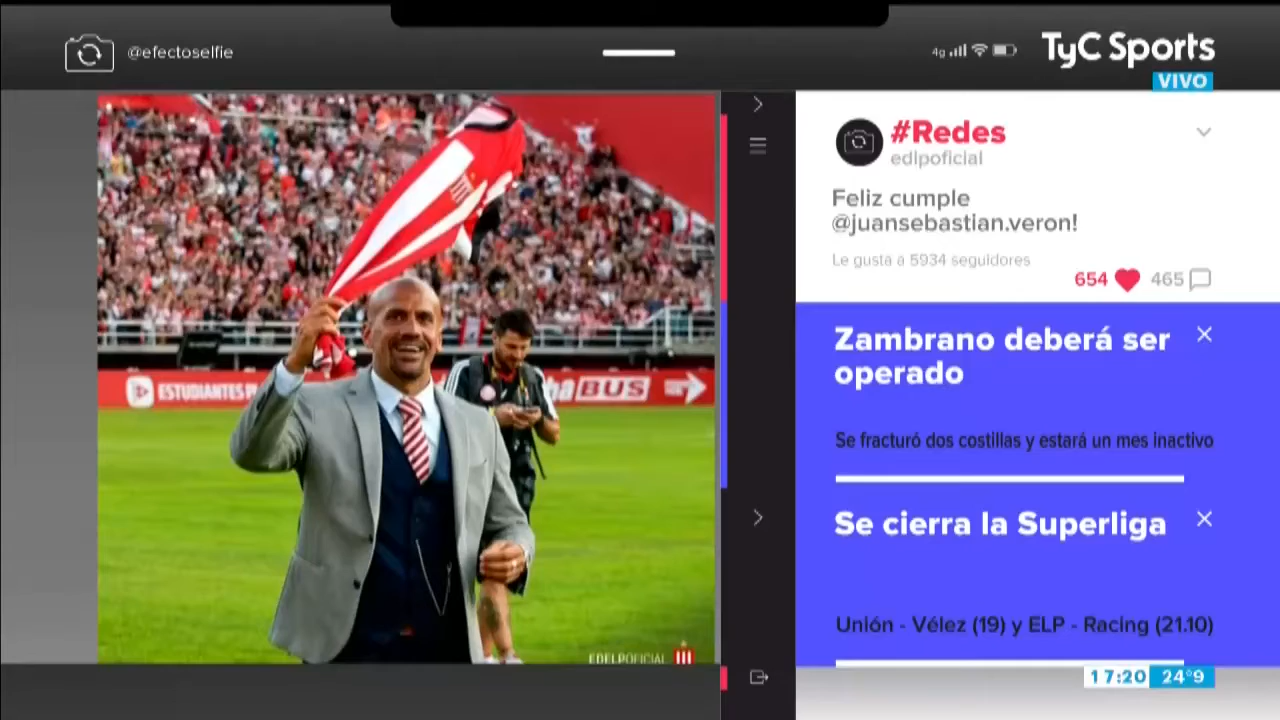 @efectoselfie
4g
TyC Sports
VIVO
ESTUDIANTES
BUS
EDELPOFICIAL
#Redes
edlpoficial
Feliz cumple
@juansebastian.veron!
Le gusta a 5934 seguidores
654
465
Zambrano deberá ser
operado
Se fracturó dos costillas y estará un mes inactivo
Se cierra la Superliga
Unión - Vélez (19) y ELP - Racing (21.10)
17:20 24°9